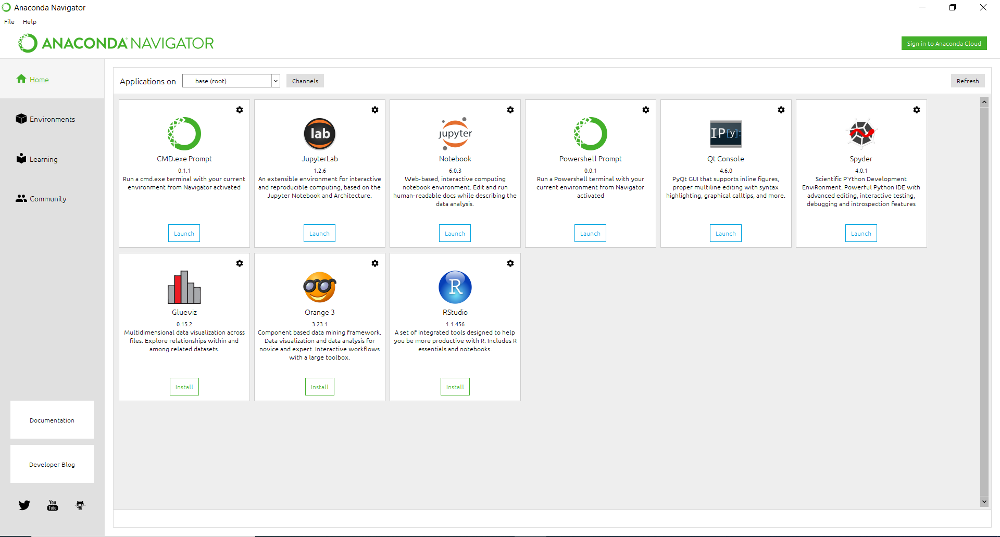 Anaconda Navigator
File Help
ANACONDA NAVIGATOR
Sign in to Anaconda Cloud
Home
Environments
Learning
Community
Documentation
Developer Blog
You
Tube
Applications on base (root) Channels Refresh
CMD.exe Prompt
0.1.1
Run a cmd.exe terminal with your current
environment from Navigator activated
Launch
lab
JupyterLab
1.2.6
An extensible environment for interactive
and reproducible computing, based on the
Jupyter Notebook and Architecture.
Launch
jupyter
Notebook
6.0.3
Web-based, interactive computing
notebook environment. Edit and run
human-readable docs while describing the
data analysis.
Launch
Powershell Prompt
0.0.1
Run a Powershell terminal with your
current environment from Navigator
activated
Launch
IP[y]:
Qt Console
4.6.0
PyQt GUI that supports inline figures,
proper multiline editing with syntax
highlighting, graphical calltips, and more.
Launch
Spyder
4.0.1
Scientific PYthon Development
EnviRonment. Powerful Python IDE with
advanced editing, interactive testing,
debugging and introspection features
Launch
Glueviz
0.15.2
Multidimensional data visualization across
files. Explore relationships within and
among related datasets.
Install
Orange 3
3.23.1
Component based data mining framework.
Data visualization and data analysis for
novice and expert. Interactive workflows
with a large toolbox.
Install
R
RStudio
1.1.456
A set of integrated tools designed to help
you be more productive with R. Includes R
essentials and notebooks.
Install